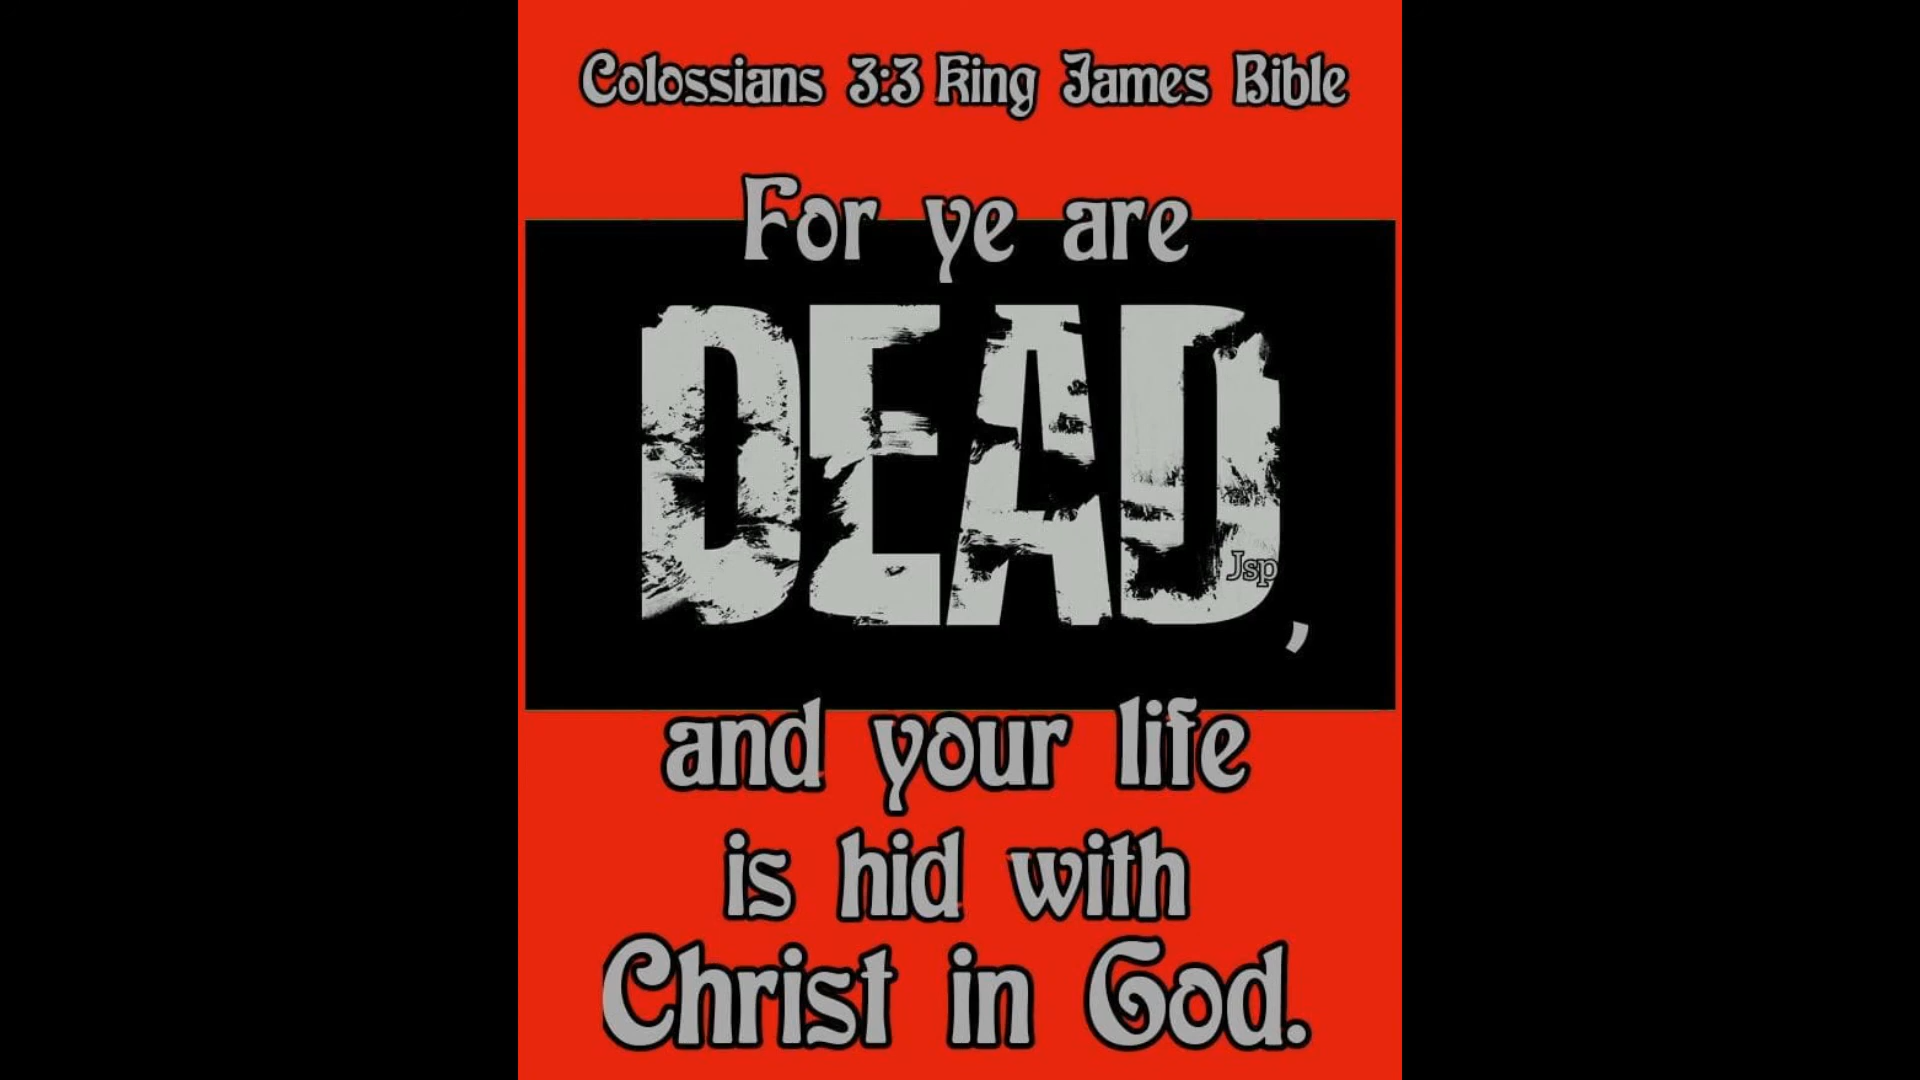 Colossians 3:3 King James Bible
For ye are
DEAD,
Jsp
and your life
is hid with
Christ in God.